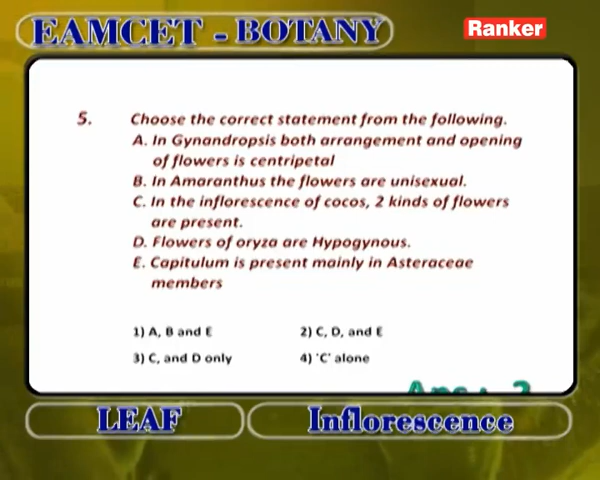 EAMCET - BOTANY
Ranker
5. Choose the correct statement from the following.
A. In Gynandropsis both arrangement and opening
of flowers is centripetal
B. In Amaranthus the flowers are unisexual.
C. In the inflorescence of cocos, 2 kinds of flowers
are present.
D. Flowers of oryza are Hypogynous.
E. Capitulum is present mainly in Asteraceae
members
1) A, B and E 2) C, D, and E
3) C, and D only 4) 'C' alone
LEAF Inflorescence